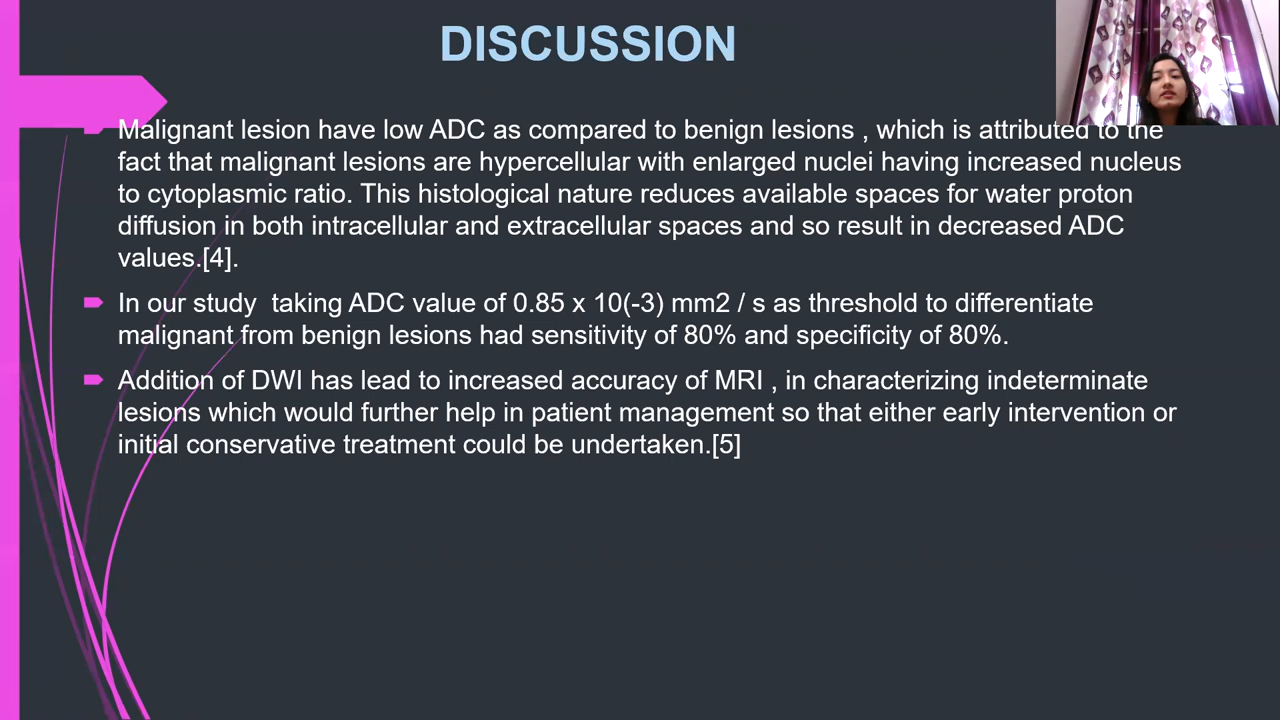 DISCUSSION
Malignant lesion have low ADC as compared to benign lesions , which is attributed to the
fact that malignant lesions are hypercellular with enlarged nuclei having increased nucleus
to cytoplasmic ratio. This histological nature reduces available spaces for water proton
diffusion in both intracellular and extracellular spaces and so result in decreased ADC
values.[4].
In our study  taking ADC value of 0.85 x 10(-3) mm2 / s as threshold to differentiate
malignant from benign lesions had sensitivity of 80% and specificity of 80%.
Addition of DWI has lead to increased accuracy of MRI , in characterizing indeterminate
lesions which would further help in patient management so that either early intervention or
initial conservative treatment could be undertaken.[5]